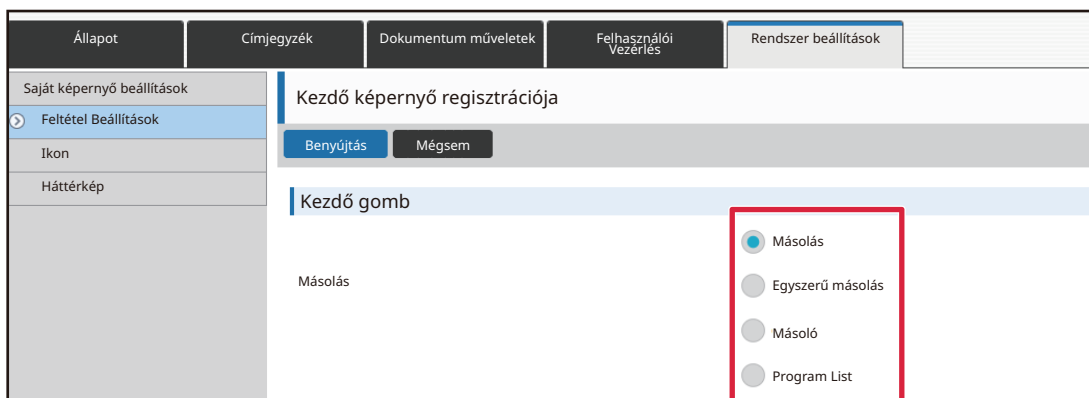 Állapot
Címjegyzék
Dokumentum műveletek
Felhasználói
Vezérlés
Rendszer beállítások
Saját képernyő beállítások
Feltétel Beállítások
Ikon
Háttérkép
Kezdő képernyő regisztrációja
Benyújtás
Mégsem
Kezdő gomb
Másolás
Másolás
Egyszerű másolás
Másoló
Program List